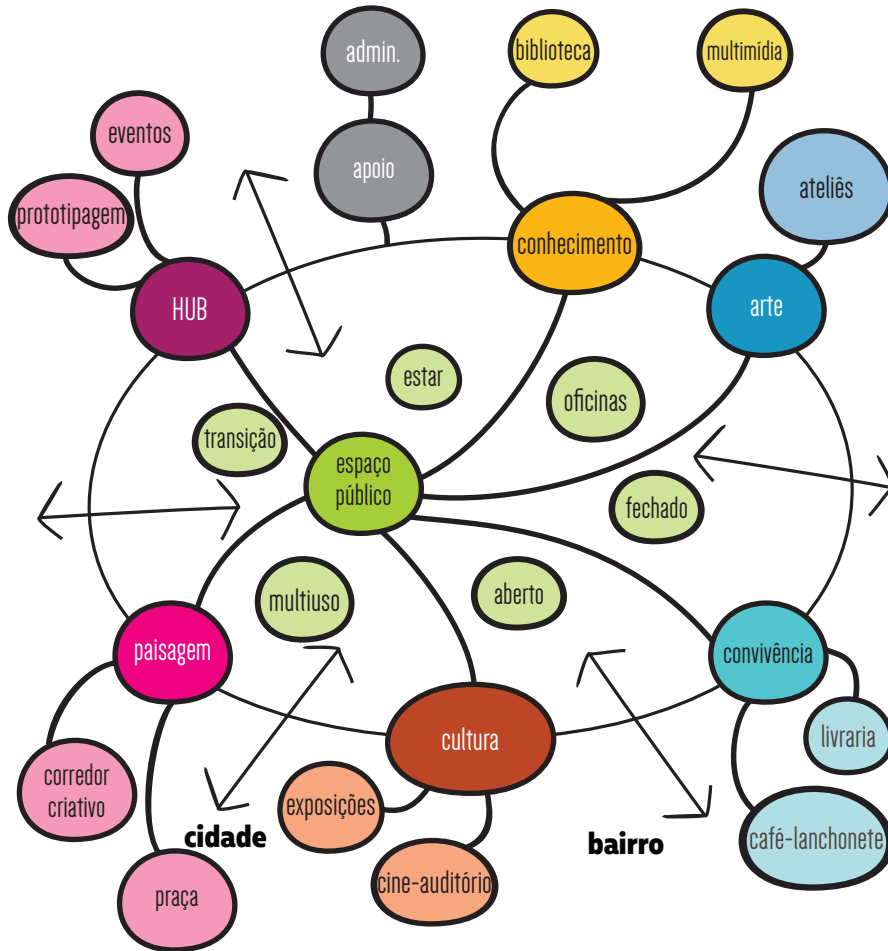 admin.
biblioteca
multimídia
eventos
apoio
ateliês
prototipagem
conhecimento
HUB
arte
estar
oficinas
transição
espaço
público
fechado
multiuso
aberto
paisagem
convivência
cultura
livraria
corredor
criativo
exposições
cidade
bairro
café-lanchonete
cine-auditório
praça